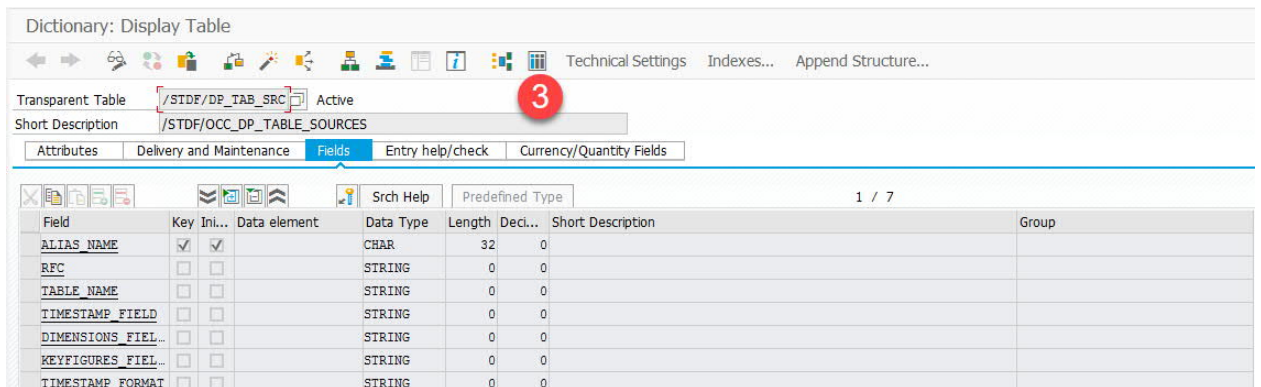 Dictionary: Display Table
Technical Settings Indexes... Append Structure...
Transparent Table /STDF/DP_TAB_SRC Active
3
Short Description /STDF/OCC_DP_TABLE_SOURCES
Attributes Delivery and Maintenance Fields Entry help/check Currency/Quantity Fields
Srch Help Predefined Type 1 / 7
Field Key Ini... Data element Data Type Length Deci... Short Description Group
ALIAS_NAME CHAR 32 0
RFC STRING 0 0
TABLE_NAME STRING 0 0
TIMESTAMP_FIELD STRING 0 0
DIMENSIONS_FIEL... STRING 0 0
KEYFIGURES_FIEL... STRING 0 0
TIMESTAMP_FORMAT STRING 0 0